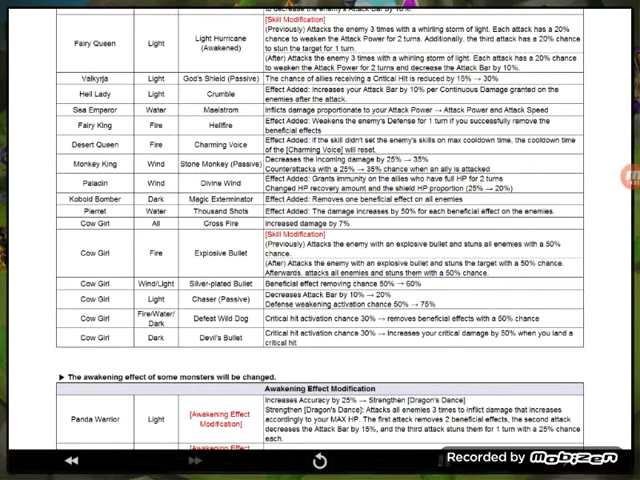 to decrease the enemy's Attack Bar by 10%.
Fairy Queen
Light
Light Hurricane
(Awakened)
[Skill Modification]
(Previously) Attacks the enemy 3 times with a whirling storm of light. Each attack has a 20%
chance to weaken the Attack Power for 2 turns. Additionally, the third attack has a 20% chance
to stun the target for 1 turn.
(After) Attacks the enemy 3 times with a whirling storm of light. Each attack has a 20% chance
to weaken the Attack Power for 2 turns and decrease the Attack Bar by 10%.
Valkyrja
Light
God's Shield (Passive)
The chance of allies receiving a Critical Hit is reduced by 15% → 30%
Hell Lady
Light
Crumble
Effect Added: Increases your Attack Bar by 10% per Continuous Damage granted on the
enemies after the attack.
Sea Emperor
Water
Maelstrom
Inflicts damage proportionate to your Attack Power → Attack Power and Attack Speed
Fairy King
Fire
Hellfire
Effect Added: Weakens the enemy's Defense for 1 turn if you successfully remove the
beneficial effects
Desert Queen
Fire
Charming Voice
Effect Added: if the skill didn't set the enemy's skills on max cooldown, the cooldown time
of the [Charming Voice] will reset.
Monkey King
Wind
Stone Monkey (Passive)
Decreases the incoming damage by 25% → 35%
Counterattacks with a 25% → 35% chance when an ally is attacked
Paladin
Wind
Divine Wind
Effect Added: Grants immunity on the allies who have full HP for 2 turns
Changed HP recovery amount and the shield HP proportion (25% → 20%)
Kobold Bomber
Dark
Magic Exterminator
Effect Added: Removes one beneficial effect on all enemies
Pierret
Water
Thousand Shots
Effect Added: The damage increases by 50% for each beneficial effect on the enemies.
Cow Girl
All
Cross Fire
Increased damage by 7%
Cow Girl
Fire
Explosive Bullet
[Skill Modification]
(Previously) Attacks the enemy with an explosive bullet and stuns all enemies with a 50%
chance.
(After) Attacks the enemy with an explosive bullet and stuns the target with a 50% chance.
Afterwards, attacks all enemies and stuns them with a 50% chance.
Cow Girl
Wind/Light
Silver-plated Bullet
Beneficial effect removing chance 50% → 60%
Cow Girl
Light
Chaser (Passive)
Decreases Attack Bar by 10% → 20%
Defense weakening activation chance 50% → 75%
Cow Girl
Fire/Water/
Dark
Defeat Wild Dog
Critical hit activation chance 30% → removes beneficial effects with a 50% chance
Cow Girl
Dark
Devil's Bullet
Critical hit activation chance 30% → Increases your critical damage by 50% when you land a
critical hit
▶ The awakening effect of some monsters will be changed.
Awakening Effect Modification
Panda Warrior
Light
[Awakening Effect
Modification]
Increases Accuracy by 25% → Strengthen [Dragon's Dance]
Strengthen [Dragon's Dance]: Attacks all enemies 3 times to inflict damage that increases
accordingly to your MAX HP. The first attack removes 2 beneficial effects, the second attack
decreases the Attack Bar by 15%, and the third attack stuns them for 1 turn with a 25% chance
each.
[Awakening Effect
Recorded by mobizen